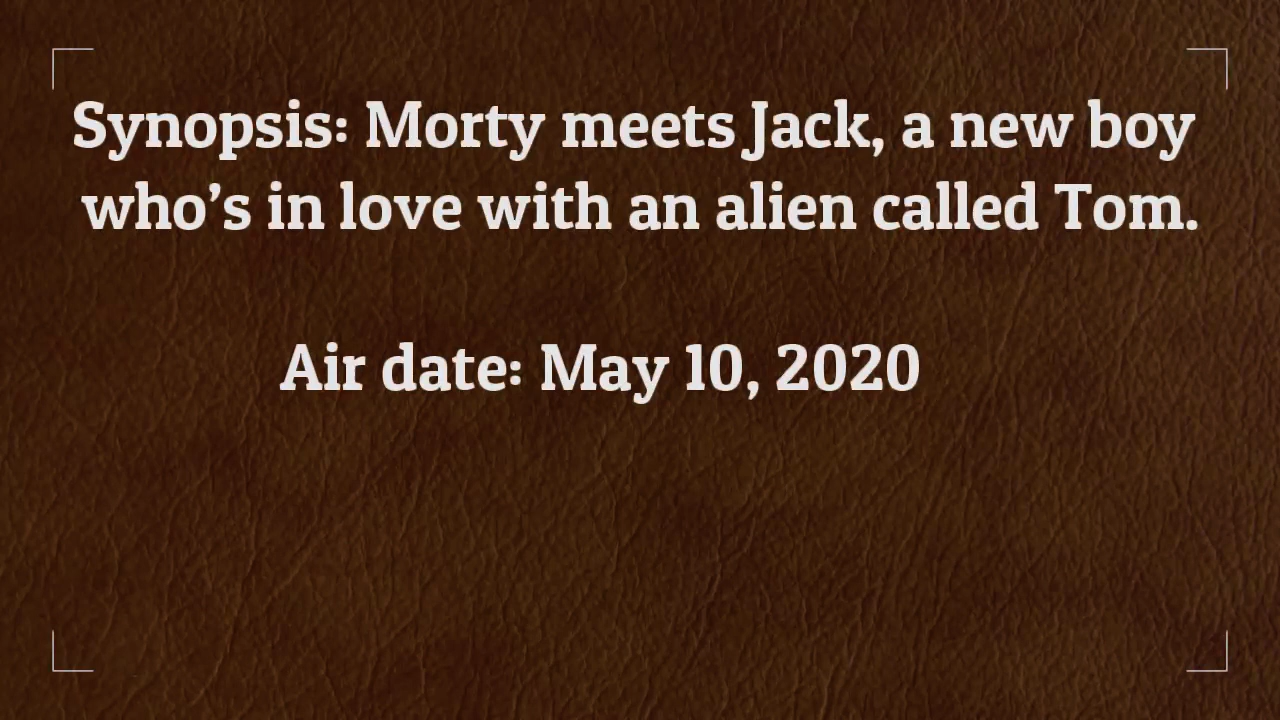 Synopsis: Morty meets Jack, a new boy
who’s in love with an alien called Tom.
Air date: May 10, 2020